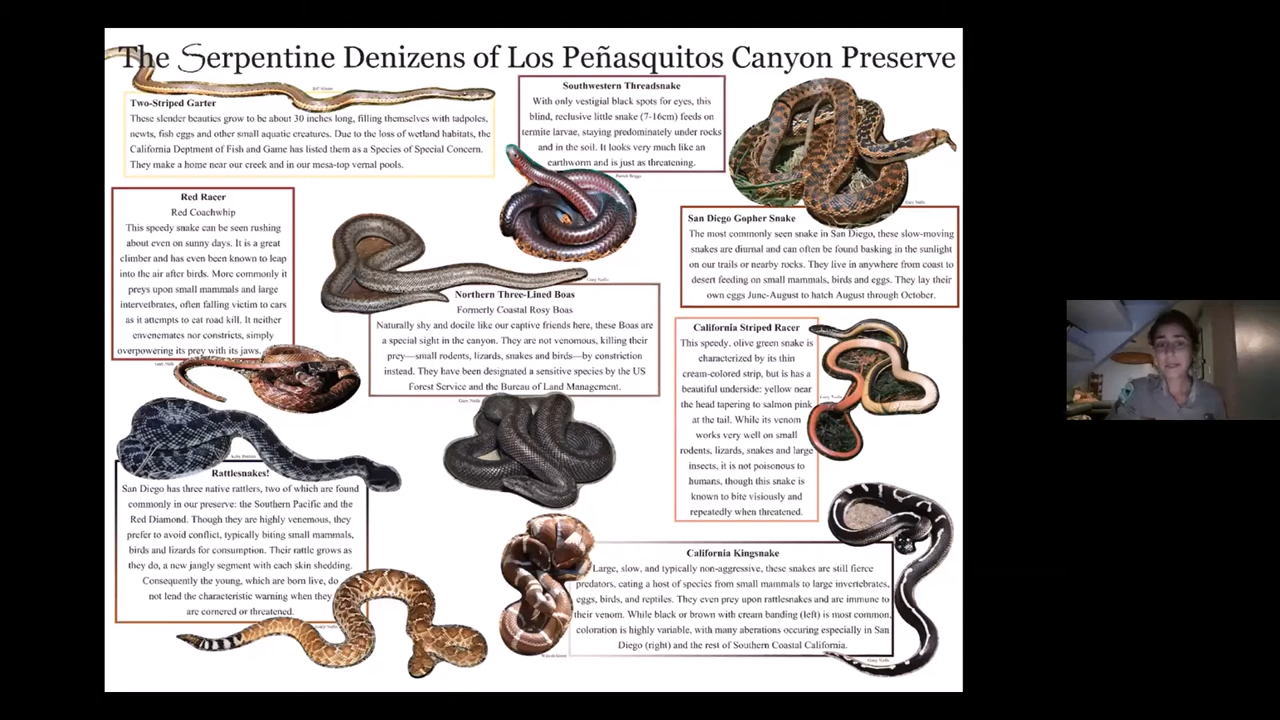 The Serpentine Denizens of Los Peñasquitos Canyon Preserve
Two-Striped Garter
These slender beauties grow to be about 30 inches long, filling themselves with tadpoles,
newts, fish eggs and other small aquatic creatures. Due to the loss of wetland habitats, the
California Deptment of Fish and Game has listed them as a Species of Special Concern.
They make a home near our creek and in our mesa-top vernal pools.
Southwestern Threadsnake
With only vestigial black spots for eyes, this
blind, reclusive little snake (7-16cm) feeds on
termite larvae, staying predominately under rocks
and in the soil. It looks very much like an
earthworm and is just as threatening.
San Diego Gopher Snake
The most commonly seen snake in San Diego, these slow-moving
snakes are diurnal and can often be found basking in the sunlight
on our trails or nearby rocks. They live in anywhere from coast to
desert feeding on small mammals, birds and eggs. They lay their
own eggs June-August to hatch August through October.
Red Racer
Red Coachwhip
This speedy snake can be seen rushing
about even on sunny days. It is a great
climber and has even been known to leap
into the air after birds. More commonly it
preys upon small mammals and large
intervetbrates, often falling victim to cars
as it attempts to eat road kill. It neither
envenemates nor constricts, simply
overpowering its prey with its jaws.
Northern Three-Lined Boas
Formerly Coastal Rosy Boas
Naturally shy and docile like our captive friends here, these Boas are
a special sight in the canyon. They are not venomous, killing their
prey—small rodents, lizards, snakes and birds—by constriction
instead. They have been designated a sensitive species by the US
Forest Service and the Bureau of Land Management.
California Striped Racer
This speedy, olive green snake is
characterized by its thin
cream-colored strip, but is has a
beautiful underside: yellow near
the head tapering to salmon pink
at the tail. While its venom
works very well on small
rodents, lizards, snakes and large
insects, it is not poisonous to
humans, though this snake is
known to bite visiously and
repeatedly when threatened.
Rattlesnakes!
San Diego has three native rattlers, two of which are found
commonly in our preserve: the Southern Pacific and the
Red Diamond. Though they are highly venemous, they
prefer to avoid conflict, typically biting small mammals,
birds and lizards for consumption. Their rattle grows as
they do, a new jangly segment with each skin shedding.
Consequently the young, which are born live, do
not lend the characteristic warning when they
are cornered or threatened.
California Kingsnake
Large, slow, and typically non-aggressive, these snakes are still fierce
predators, eating a host of species from small mammals to large invertebrates,
eggs, birds, and reptiles. They even prey upon rattlesnakes and are immune to
their venom. While black or brown with cream banding (left) is most common,
coloration is highly variable, with many aberations occuring especially in San
Diego (right) and the rest of Southern Coastal California.